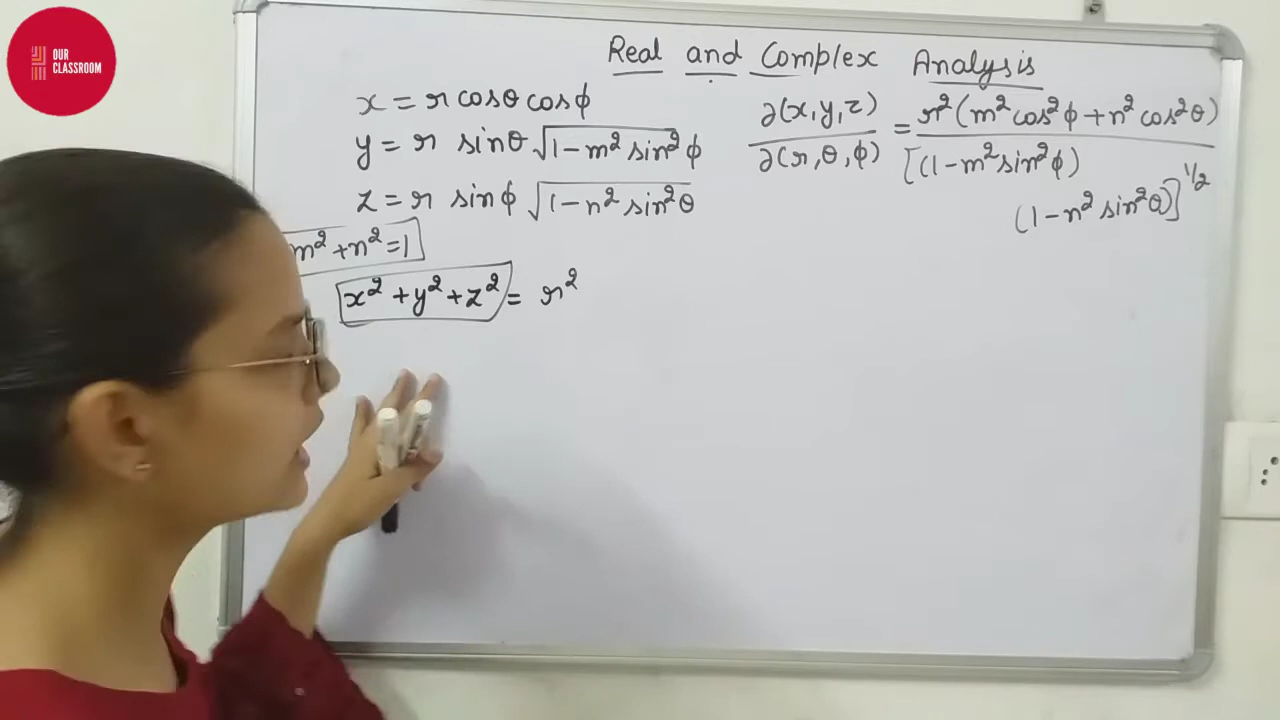 OUR
CLASSROOM
Real and Complex Analysis
x = r cosθ cosϕ
y = r sinθ √(1-m² sin²ϕ)
z = r sinϕ √(1-n² sin²θ)
m² + n² = 1
x² + y² + z² = r²
∂(x,y,z)/∂(r,θ,ϕ) = r²(m² cos²ϕ + n² cos²θ)/[(1-m² sin²ϕ)
(1-n² sin²θ)]^1/2